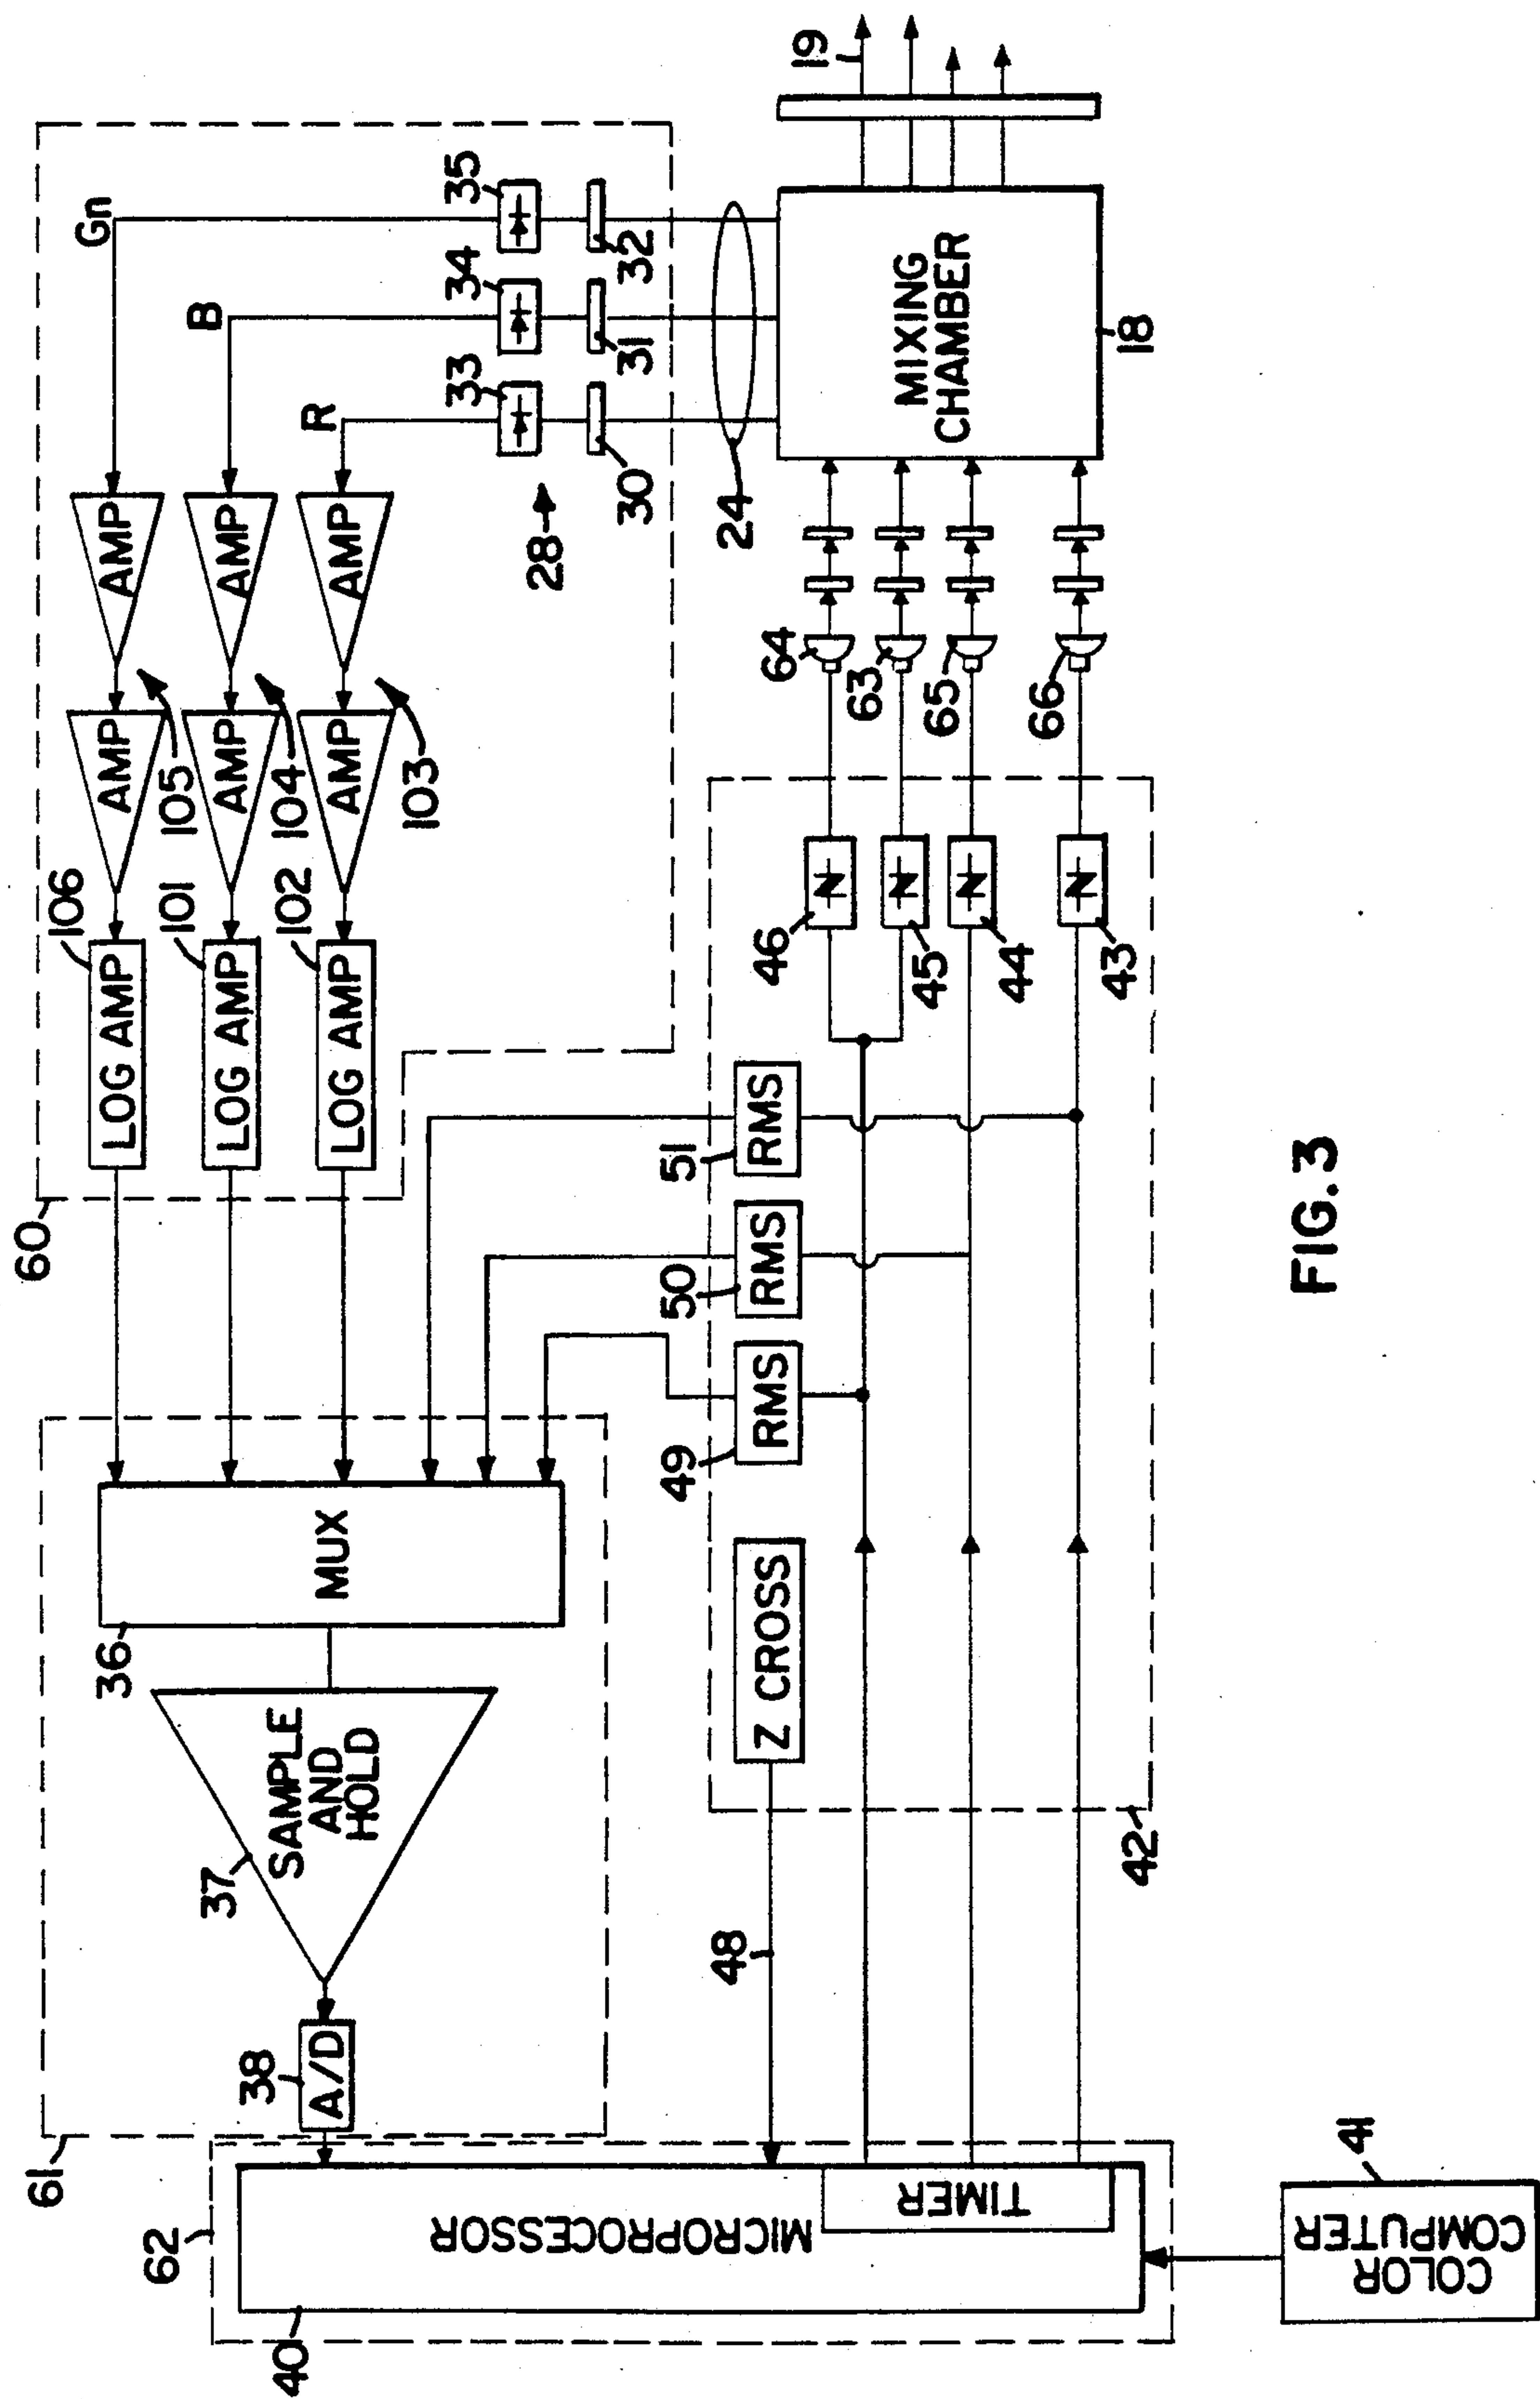 60
106
LOG AMP
AMP
105
AMP
Gn
101
LOG AMP
AMP
104
AMP
B
102
LOG AMP
AMP
103
AMP
R
28
33
34
35
30
31
32
24
61
36
MUX
37
SAMPLE
AND
HOLD
38
A/D
62
40
MICROPROCESSOR
TIMER
41
COLOR
COMPUTER
48
Z CROSS
49
RMS
50
RMS
51
RMS
42
46
45
44
43
64
63
65
66
MIXING
CHAMBER
18
19
FIG. 3